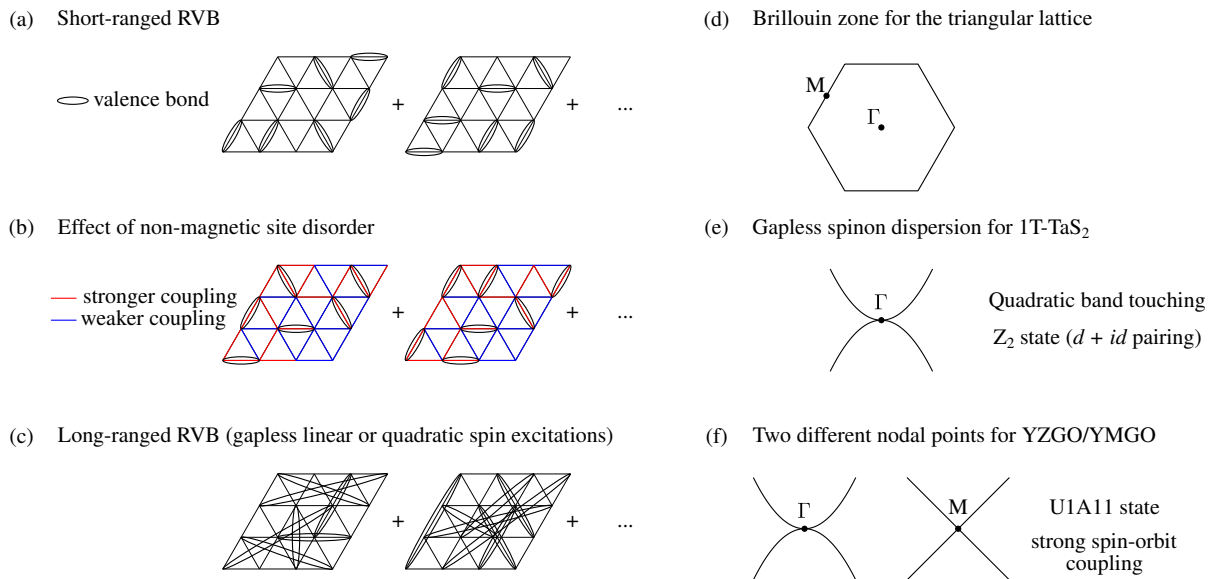 (a) Short-ranged RVB
valence bond
+ + ...
(b) Effect of non-magnetic site disorder
stronger coupling
weaker coupling
+ + ...
(c) Long-ranged RVB (gapless linear or quadratic spin excitations)
+ + ...
(d) Brillouin zone for the triangular lattice
M
Γ
(e) Gapless spinon dispersion for 1T-TaS₂
Γ
Quadratic band touching
Z₂ state (d + id pairing)
(f) Two different nodal points for YZGO/YMGO
Γ M
U1A11 state
strong spin-orbit
coupling